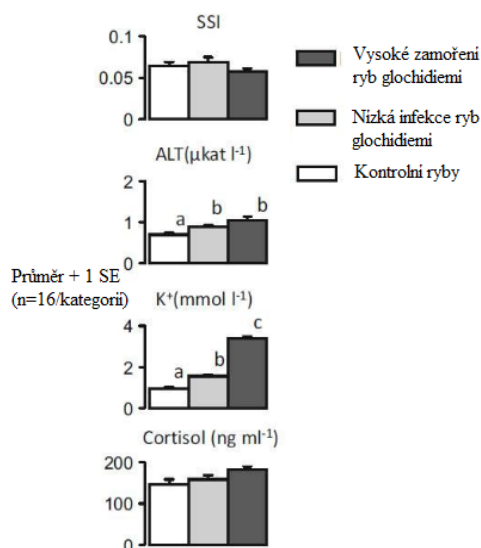 SSI
0.1
0.05
0
Vysoké zamoření
ryb glochidiemi
Nízká infekce ryb
glochidiemi
Kontrolní ryby
ALT(µkat l-1)
2
1
0
a
b
b
Průměr + 1 SE
(n=16/kategorii)
K+(mmol l-1)
4
2
0
a
b
c
Cortisol (ng ml-1)
200
100
0